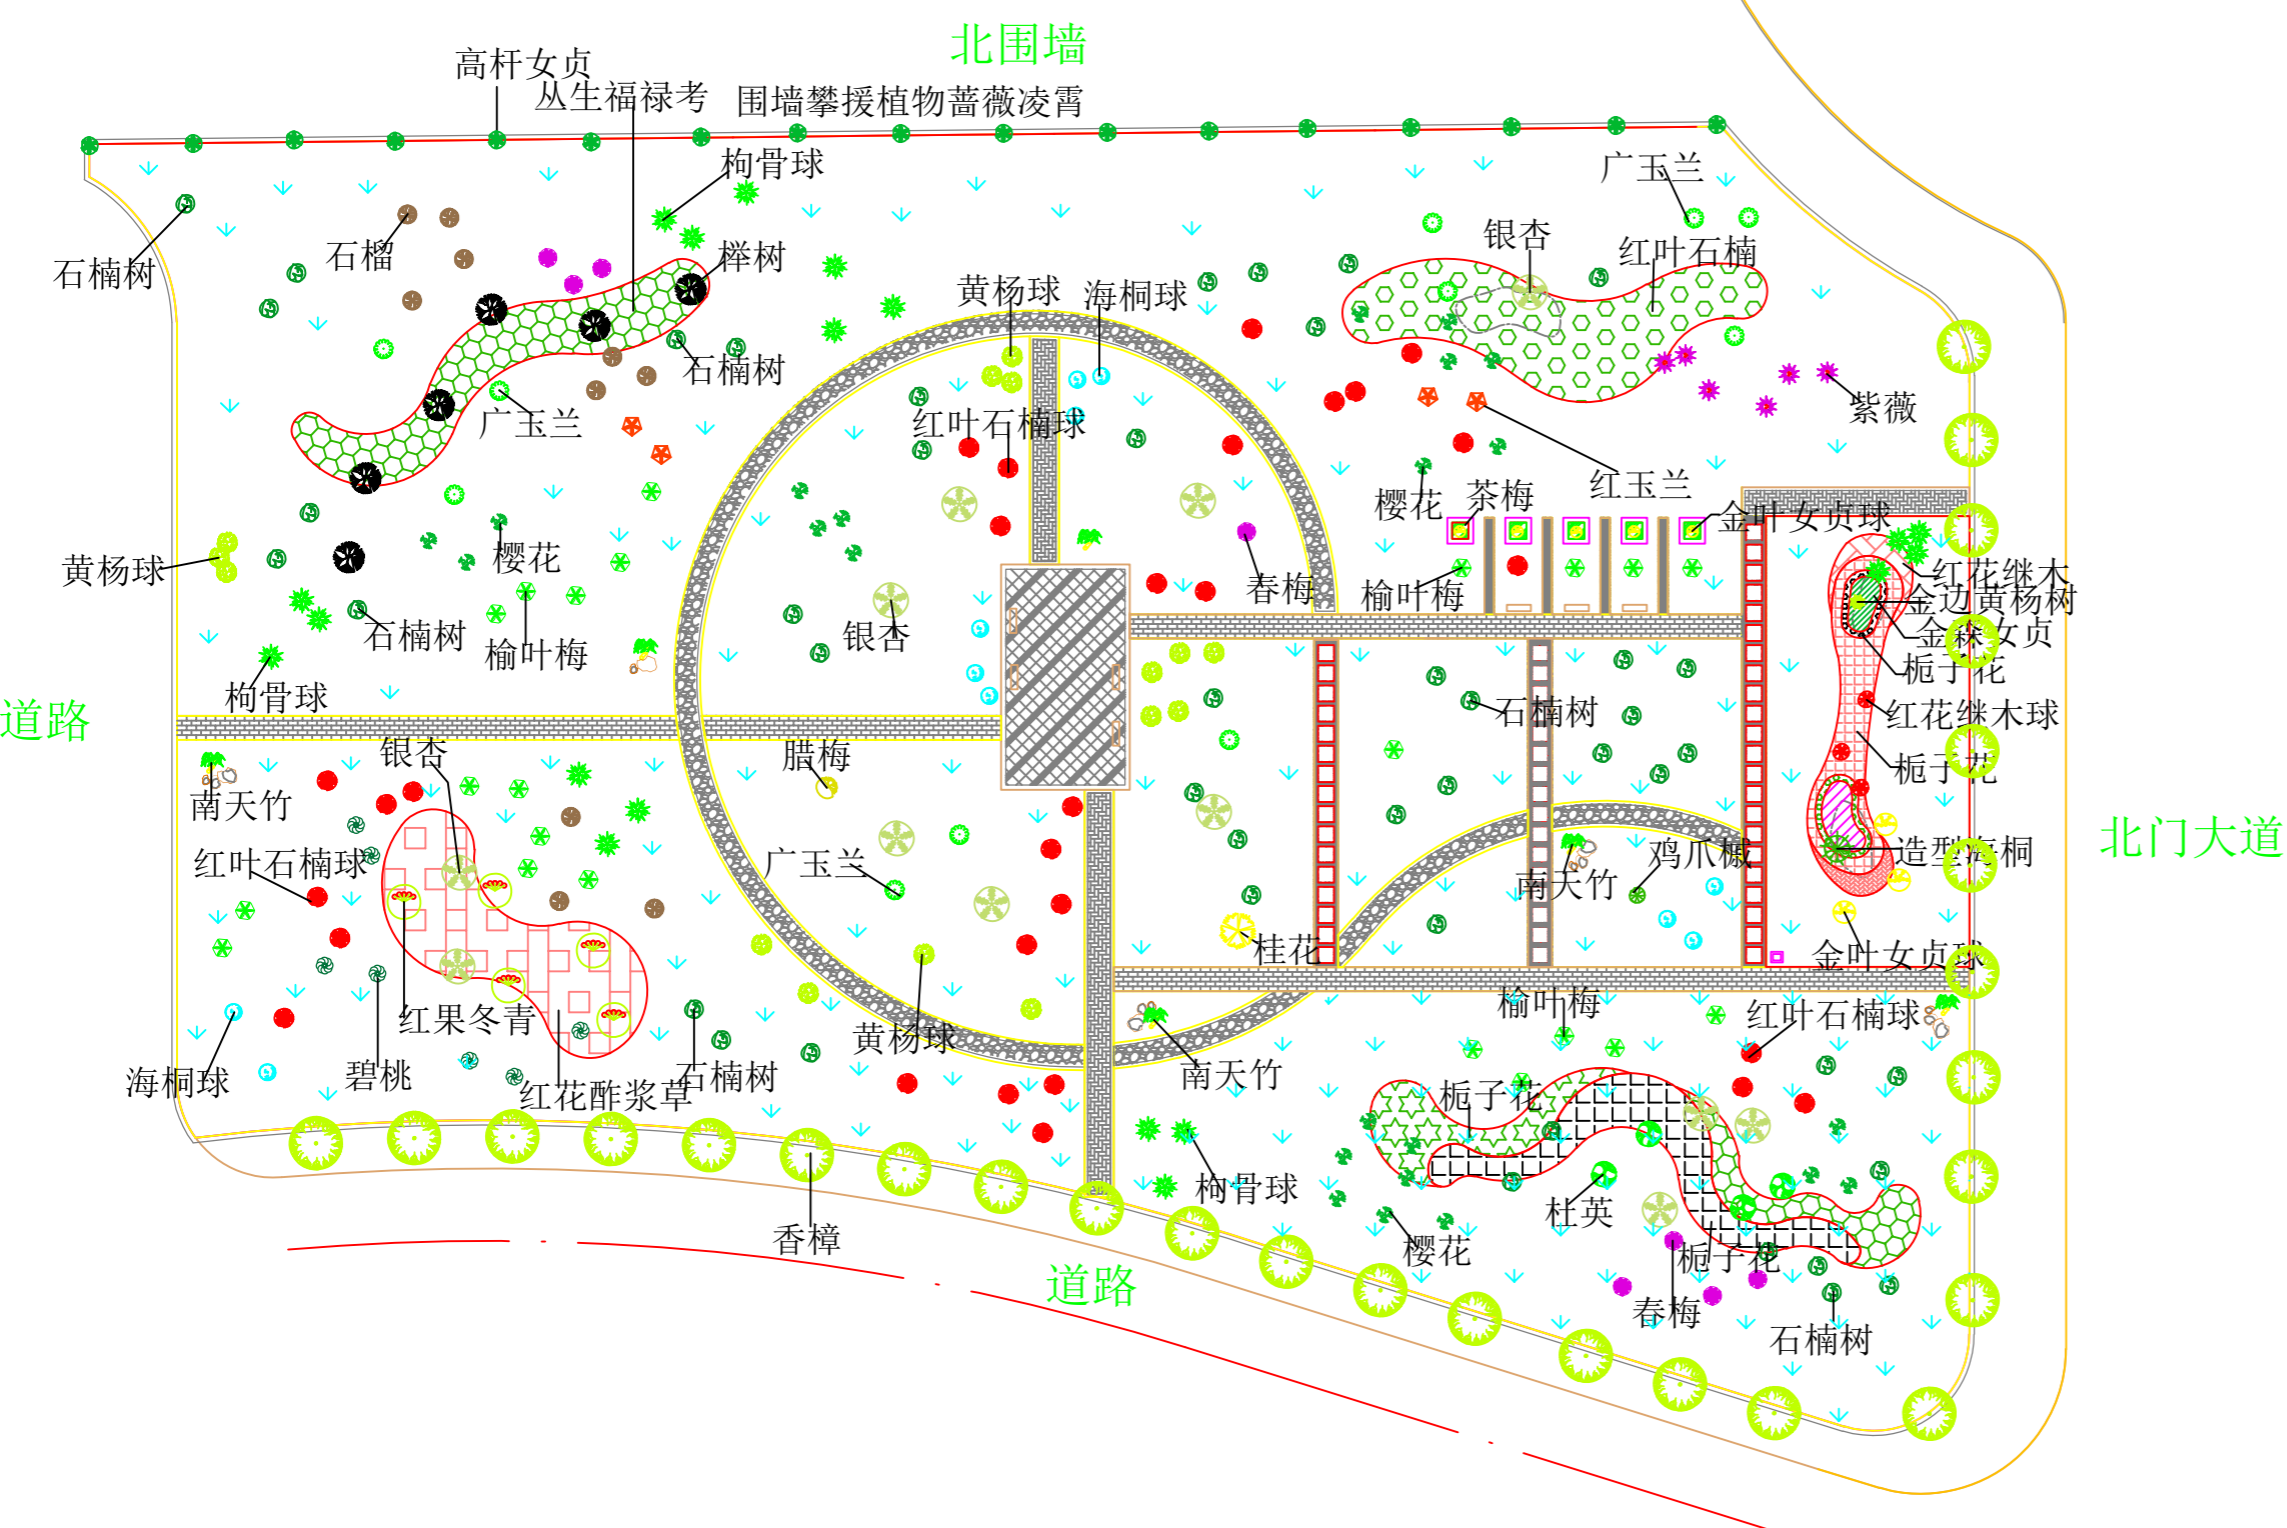 北围墙
高杆女贞
丛生福禄考
围墙攀援植物蔷薇凌霄
枸骨球
广玉兰
石楠树
石榴
榉树
银杏
红叶石楠
黄杨球
海桐球
石楠树
广玉兰
红叶石楠球
紫薇
樱花
茶梅
红玉兰
金叶女贞球
黄杨球
樱花
春梅
榆叶梅
红花继木
金边黄杨树
金森女贞
石楠树
榆叶梅
银杏
栀子花
枸骨球
道路
石楠树
红花继木球
银杏
腊梅
栀子花
南天竹
北门大道
红叶石楠球
广玉兰
南天竹
鸡爪槭
造型海桐
桂花
金叶女贞球
红果冬青
黄杨球
榆叶梅
红叶石楠球
海桐球
碧桃
红花酢浆草
石楠树
南天竹
栀子花
枸骨球
杜英
香樟
樱花
栀子花
道路
春梅
石楠树